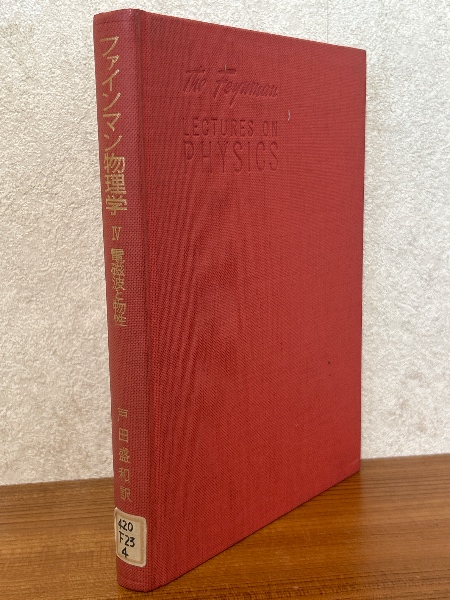 ファインマン物理学 IV 電磁波と物性
戸田盛和訳
420
F23
4
The Feynman
LECTURES ON
PHYSICS